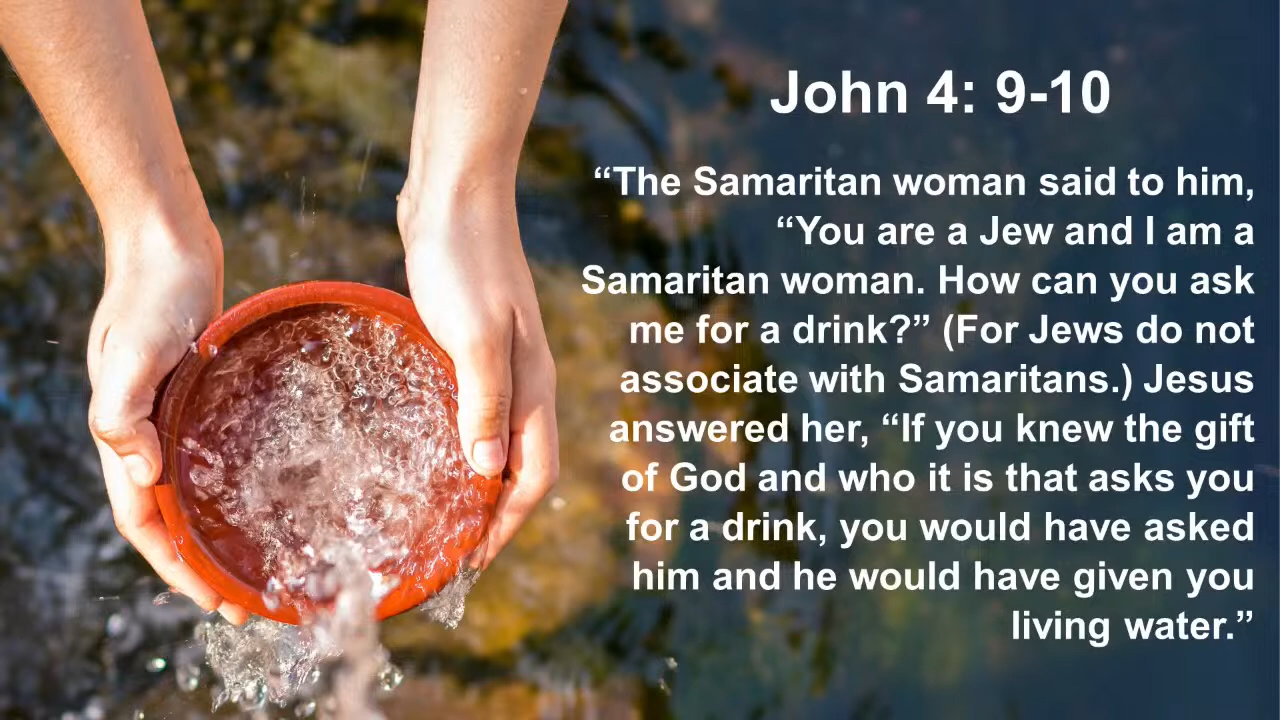 John 4: 9-10
“The Samaritan woman said to him,
“You are a Jew and I am a
Samaritan woman. How can you ask
me for a drink?” (For Jews do not
associate with Samaritans.) Jesus
answered her, “If you knew the gift
of God and who it is that asks you
for a drink, you would have asked
him and he would have given you
living water.”